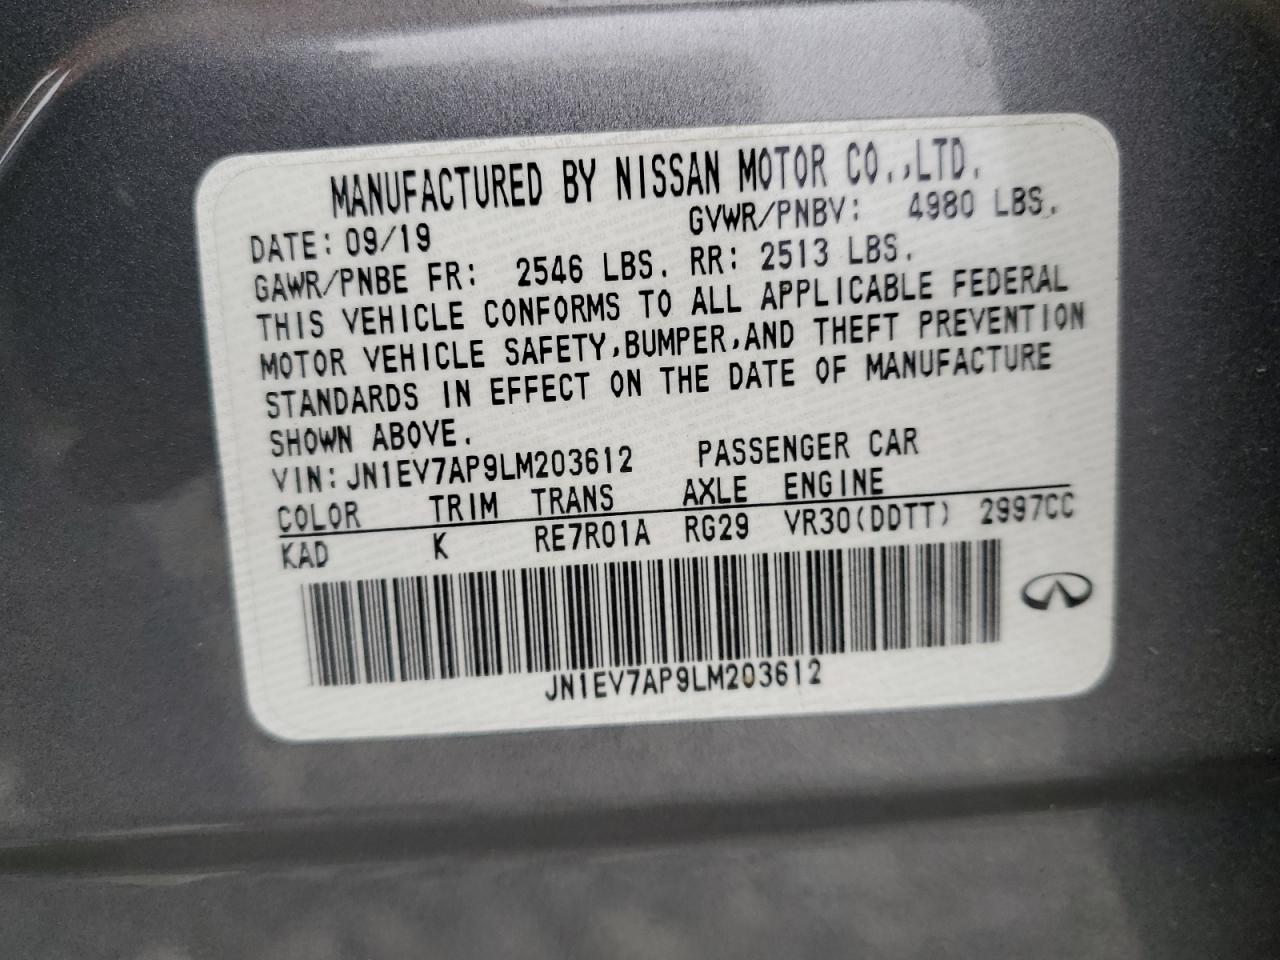 MANUFACTURED BY NISSAN MOTOR CO.,LTD.
DATE: 09/19 GVWR/PNBV: 4980 LBS.
GAWR/PNBE FR: 2546 LBS. RR: 2513 LBS.
THIS VEHICLE CONFORMS TO ALL APPLICABLE FEDERAL
MOTOR VEHICLE SAFETY,BUMPER,AND THEFT PREVENTION
STANDARDS IN EFFECT ON THE DATE OF MANUFACTURE
SHOWN ABOVE.
VIN:JN1EV7AP9LM203612 PASSENGER CAR
COLOR TRIM TRANS AXLE ENGINE
KAD K RE7R01A RG29 VR30(DDTT) 2997CC
JN1EV7AP9LM203612